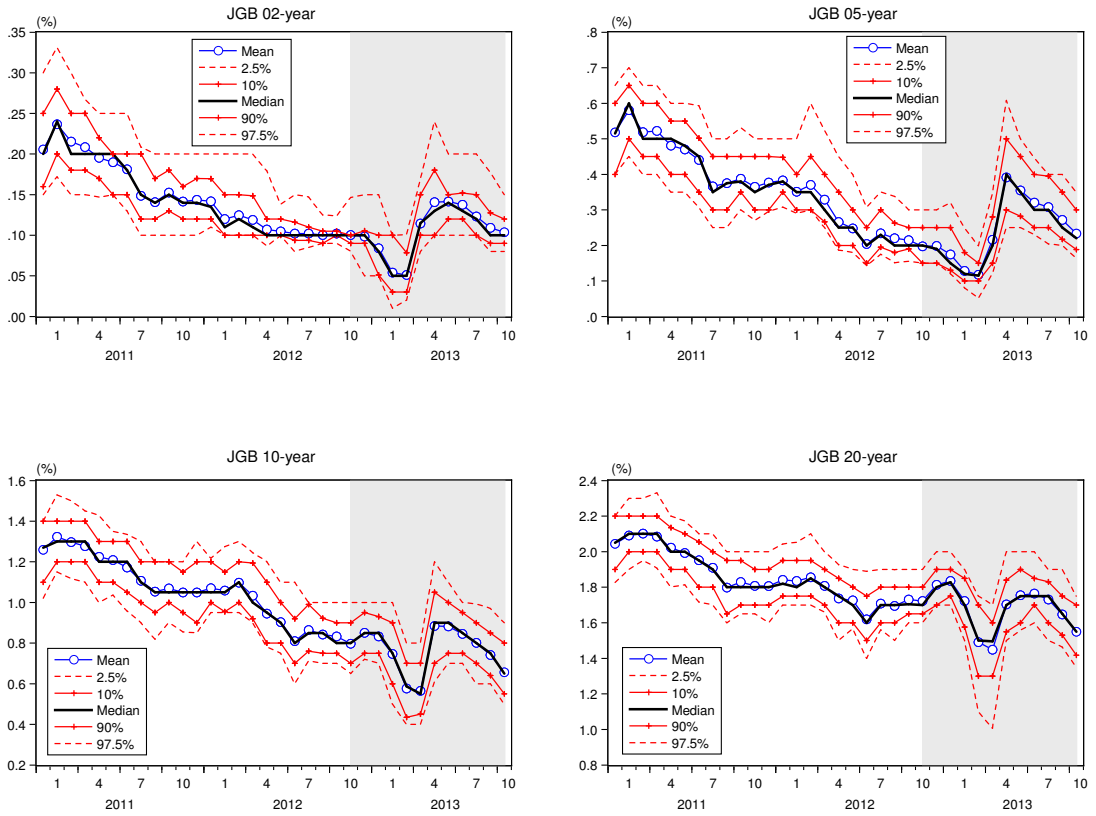 JGB 02-year
(%)
.35
.30
.25
.20
.15
.10
.05
.00
Mean
2.5%
10%
Median
90%
97.5%
1 4 7 10 1 4 7 10 1 4 7 10
2011 2012 2013
JGB 05-year
(%)
.8
.7
.6
.5
.4
.3
.2
.1
.0
Mean
2.5%
10%
Median
90%
97.5%
1 4 7 10 1 4 7 10 1 4 7 10
2011 2012 2013
JGB 10-year
(%)
1.6
1.4
1.2
1.0
0.8
0.6
0.4
0.2
Mean
2.5%
10%
Median
90%
97.5%
1 4 7 10 1 4 7 10 1 4 7 10
2011 2012 2013
JGB 20-year
(%)
2.4
2.2
2.0
1.8
1.6
1.4
1.2
1.0
0.8
Mean
2.5%
10%
Median
90%
97.5%
1 4 7 10 1 4 7 10 1 4 7 10
2011 2012 2013